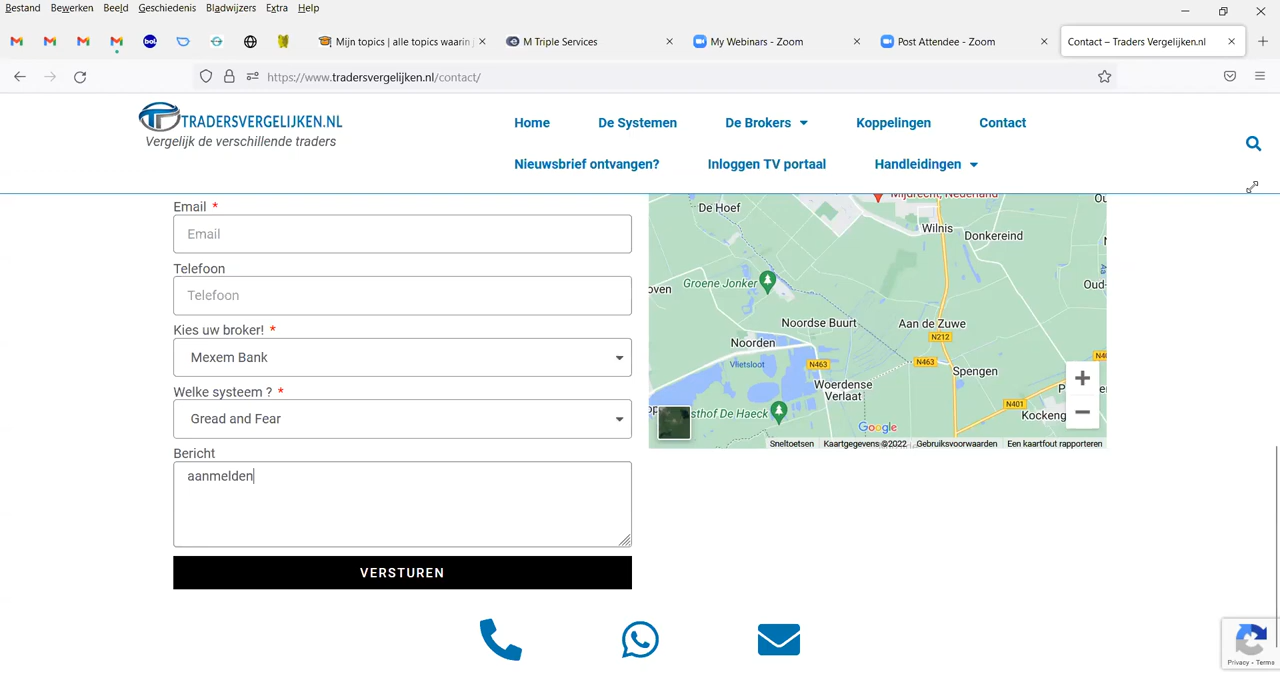 Bestand Bewerken Beeld Geschiedenis Bladwijzers Extra Help
bol
Mijn topics | alle topics waarin
M Triple Services
My Webinars - Zoom
Post Attendee - Zoom
Contact – Traders Vergelijken.nl
https://www.tradersvergelijken.nl/contact/
TRADERSVERGELIJKEN.NL
Vergelijk de verschillende traders
Home De Systemen De Brokers Koppelingen Contact
Nieuwsbrief ontvangen? Inloggen TV portaal Handleidingen
Email *
Email
Telefoon
Telefoon
Kies uw broker! *
Mexem Bank
Welke systeem ? *
Gread and Fear
Bericht
aanmelden
VERSTUREN
Mijdrecht, Nederland
De Hoef
Wilnis
Donkereind
Groene Jonker
Noordse Buurt
Aan de Zuwe
N212
Noorden
N463
N463
Vlietsloot
Spengen
Woerdense
Verlaat
N401
Google
Sneltoetsen Kaartgegevens ©2022 Gebruiksvoorwaarden Een kaartfout rapporteren
Privacy - Terms